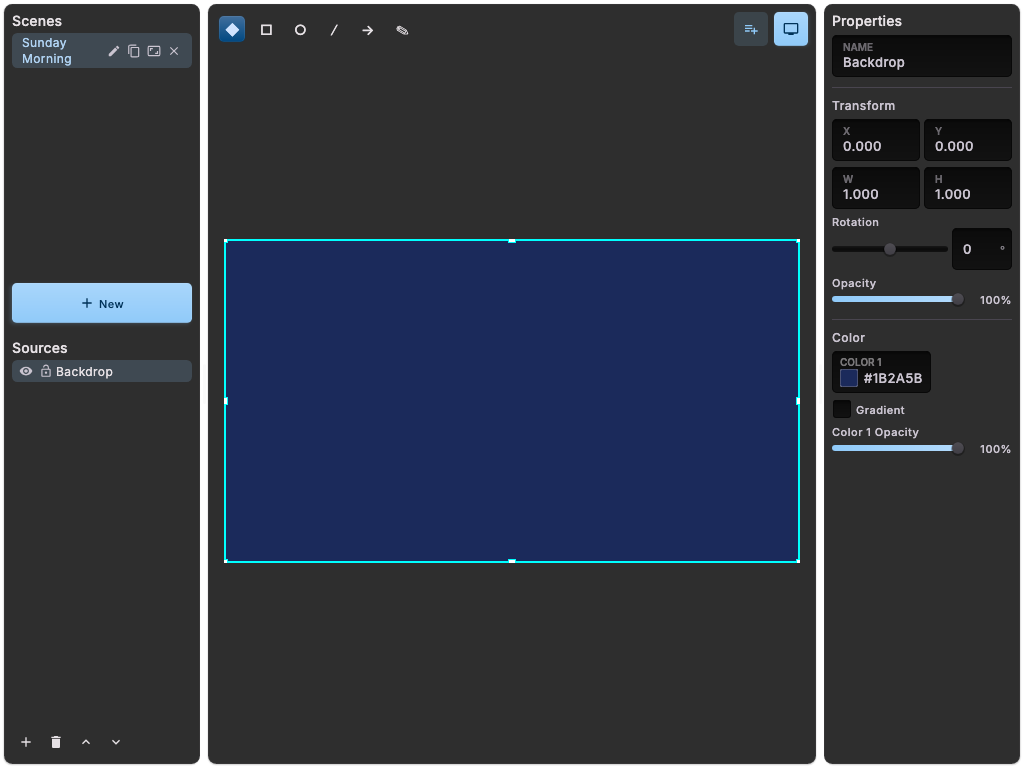 Scenes
Sunday
Morning
New
Sources
Backdrop
Properties
NAME
Backdrop
Transform
X
0.000
Y
0.000
W
1.000
H
1.000
Rotation
0 °
Opacity
100%
Color
COLOR 1
#1B2A5B
Gradient
Color 1 Opacity
100%